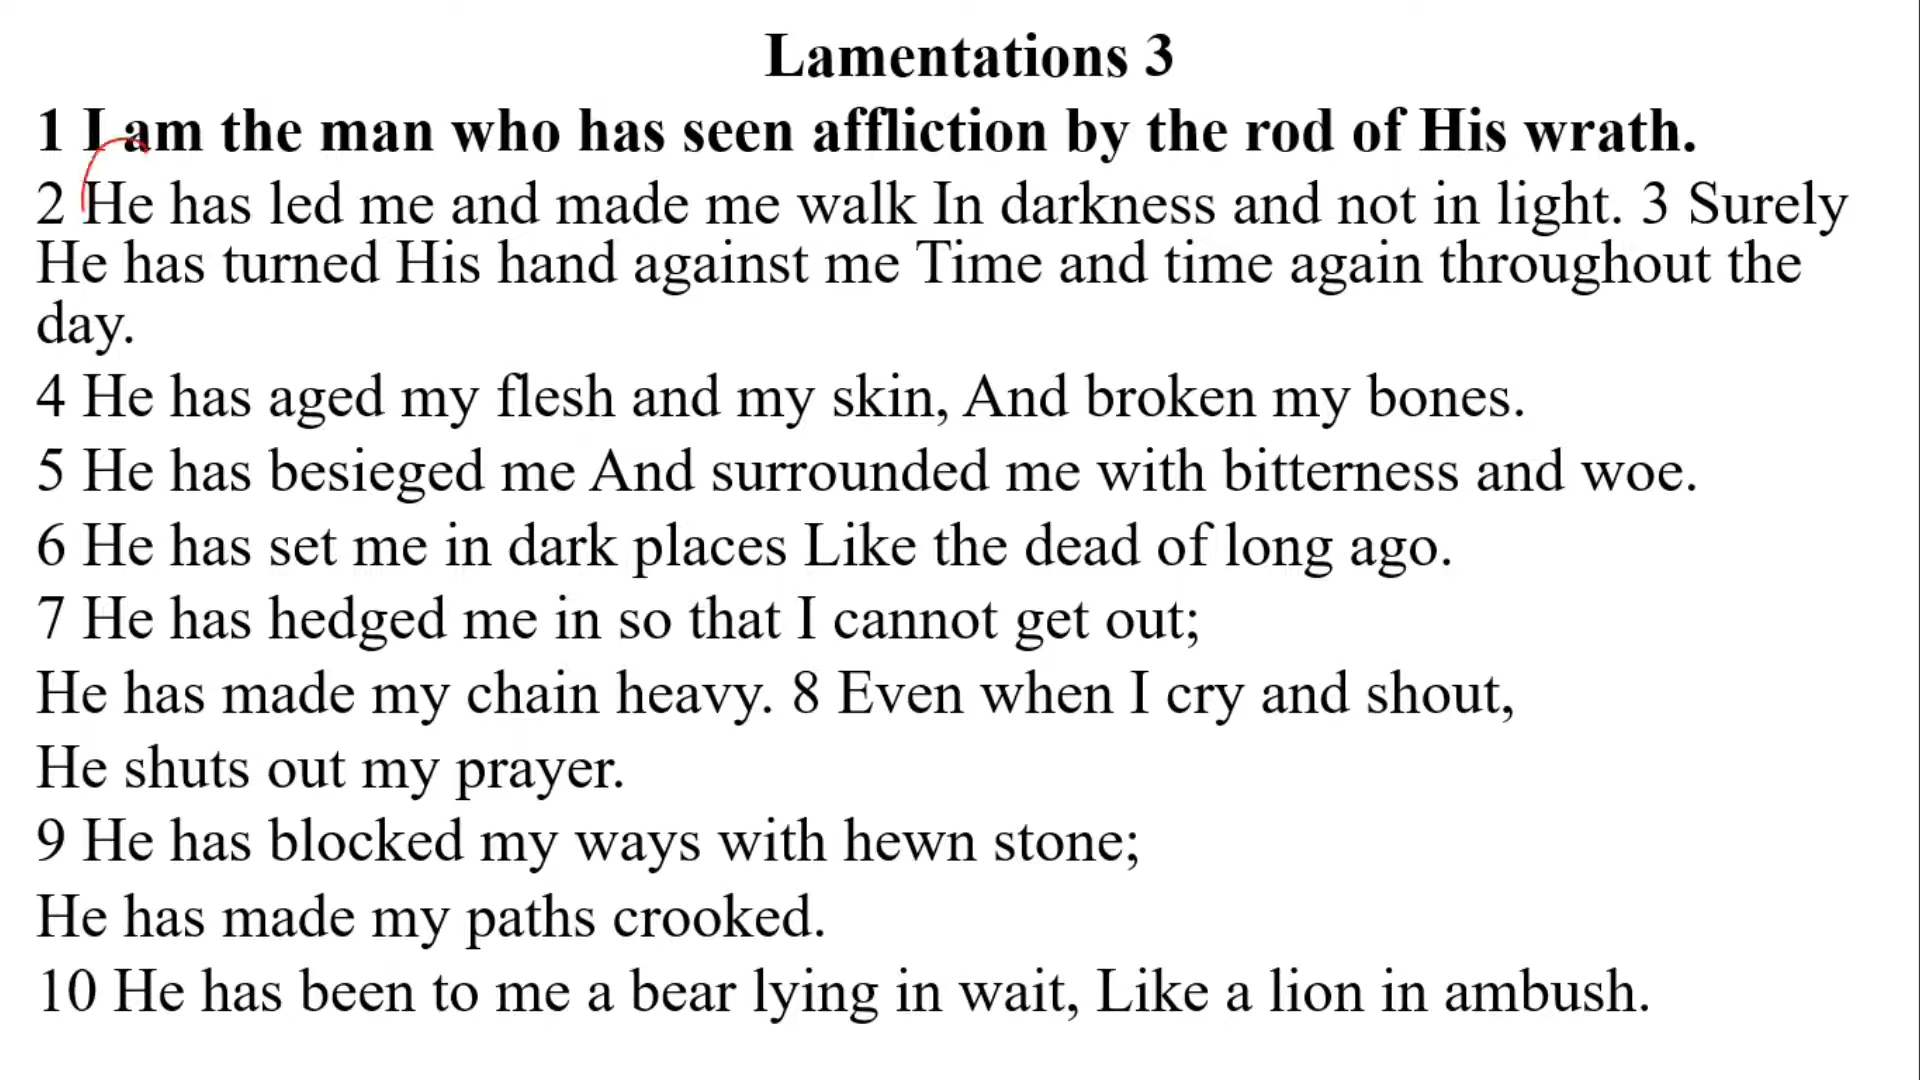 Lamentations 3
1 I am the man who has seen affliction by the rod of His wrath.
2 He has led me and made me walk In darkness and not in light. 3 Surely
He has turned His hand against me Time and time again throughout the
day.
4 He has aged my flesh and my skin, And broken my bones.
5 He has besieged me And surrounded me with bitterness and woe.
6 He has set me in dark places Like the dead of long ago.
7 He has hedged me in so that I cannot get out;
He has made my chain heavy. 8 Even when I cry and shout,
He shuts out my prayer.
9 He has blocked my ways with hewn stone;
He has made my paths crooked.
10 He has been to me a bear lying in wait, Like a lion in ambush.